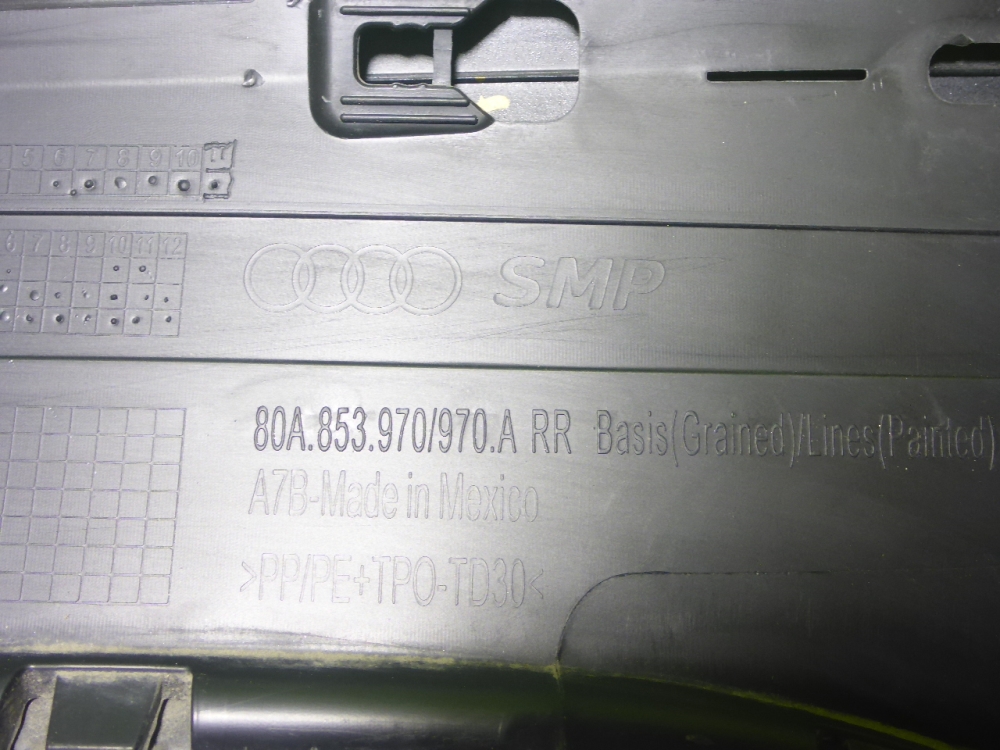 5 6 7 8 9 10 11
6 7 8 9 10 11 12
SMP
80A.853.970/970.A RR Basis(Grained)/Lines(Painted)
A7B-Made in Mexico
>PP/PE+TPO-TD30<